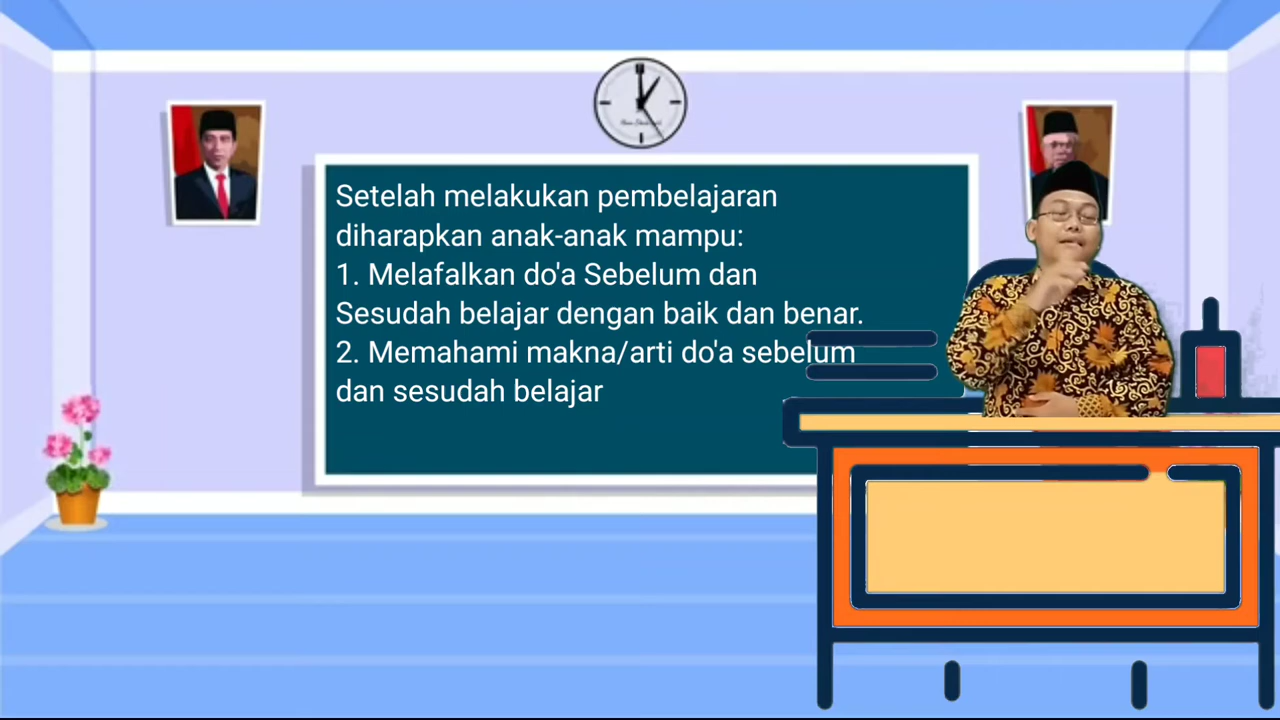 Setelah melakukan pembelajaran
diharapkan anak-anak mampu:
1. Melafalkan do'a Sebelum dan
Sesudah belajar dengan baik dan benar.
2. Memahami makna/arti do'a sebelum
dan sesudah belajar